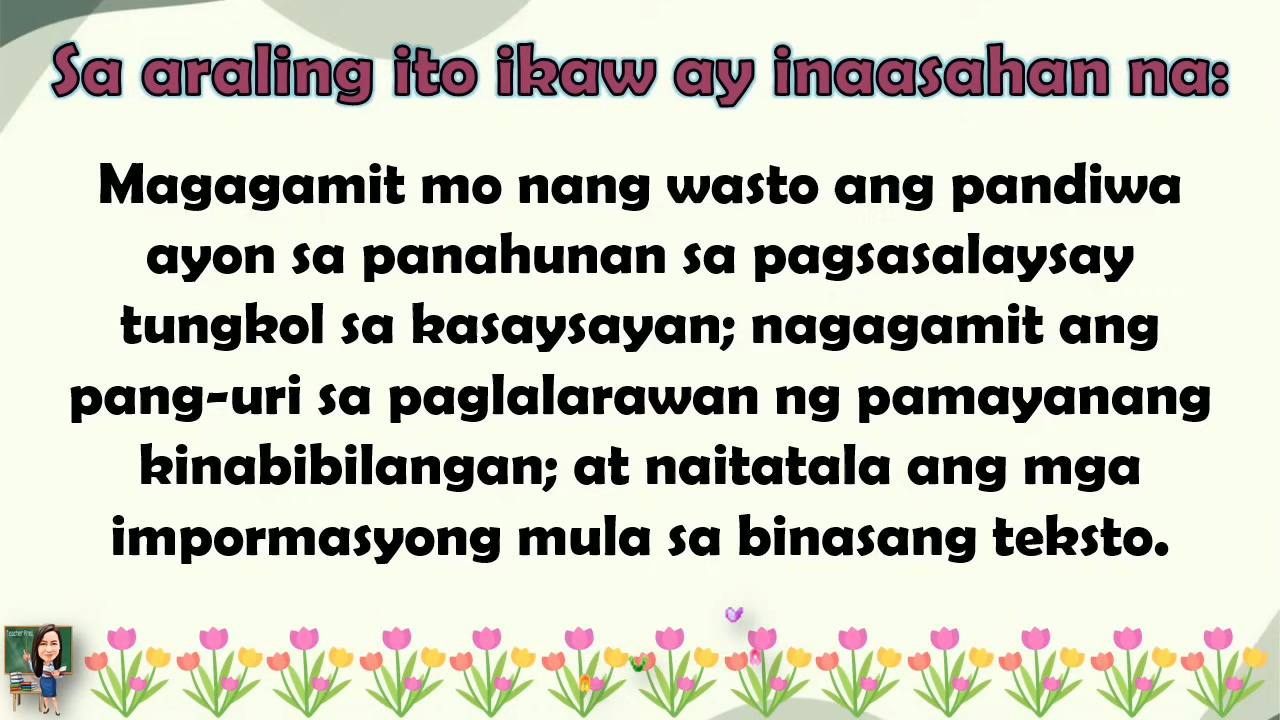 Sa araling ito ikaw ay inaasahan na:
Magagamit mo nang wasto ang pandiwa
ayon sa panahunan sa pagsasalaysay
tungkol sa kasaysayan; nagagamit ang
pang-uri sa paglalarawan ng pamayanang
kinabibilangan; at naitatala ang mga
impormasyong mula sa binasang teksto.